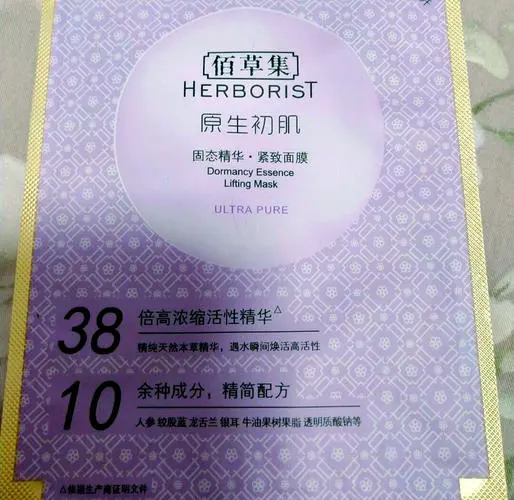 佰草集
HERBORIST
原生初肌
固态精华·紧致面膜
Dormancy Essence
Lifting Mask
ULTRA PURE
38 倍高浓缩活性精华△
精纯天然本草精华，遇水瞬间焕活高活性
10 余种成分，精简配方
人参 绞股蓝 龙舌兰 银耳 牛油果树果脂 透明质酸钠等
△依据生产商证明文件